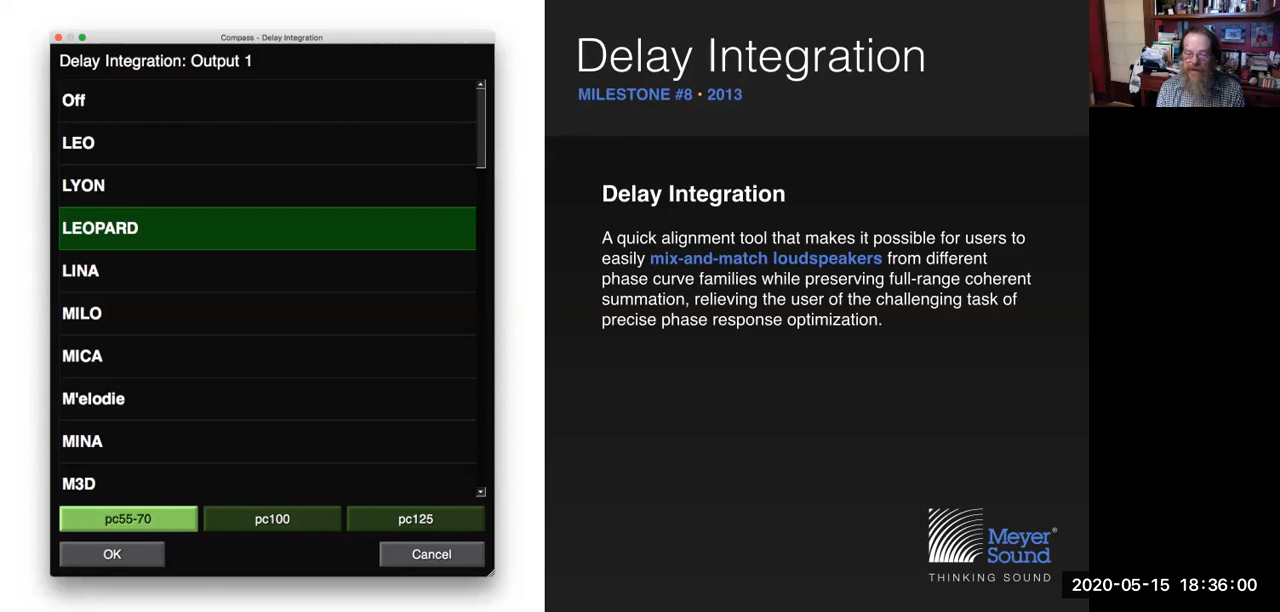 Compass - Delay Integration
Delay Integration: Output 1
Off
LEO
LYON
LEOPARD
LINA
MILO
MICA
M'elodie
MINA
M3D
pc55-70 pc100 pc125
OK Cancel
Delay Integration
MILESTONE #8 • 2013
Delay Integration
A quick alignment tool that makes it possible for users to
easily mix-and-match loudspeakers from different
phase curve families while preserving full-range coherent
summation, relieving the user of the challenging task of
precise phase response optimization.
Meyer®
Sound
THINKING SOUND
2020-05-15 18:36:00